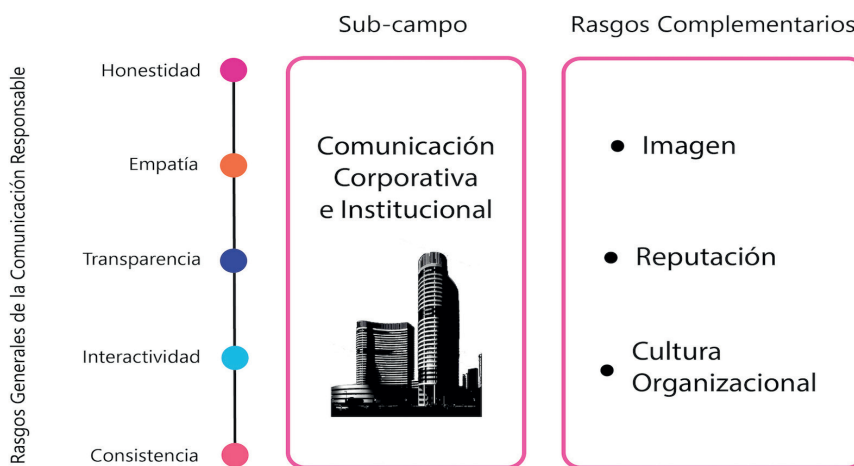 Rasgos Generales de la Comunicación Responsable
Honestidad
Empatía
Transparencia
Interactividad
Consistencia
Sub-campo
Comunicación
Corporativa
e Institucional
Rasgos Complementarios
Imagen
Reputación
Cultura
Organizacional